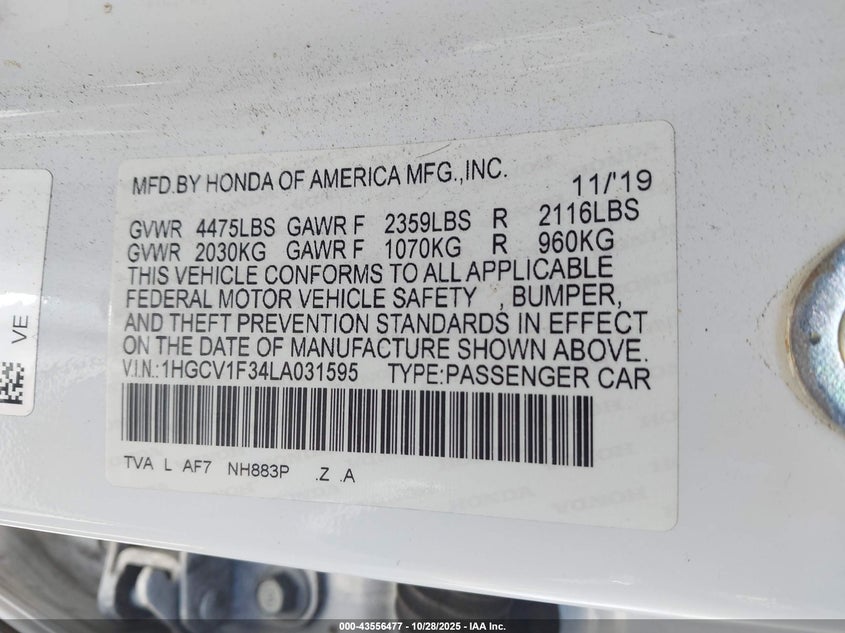 MFD.BY HONDA OF AMERICA MFG.,INC. 11/'19
GVWR 4475LBS GAWR F 2359LBS R 2116LBS
GVWR 2030KG GAWR F 1070KG R 960KG
THIS VEHICLE CONFORMS TO ALL APPLICABLE
FEDERAL MOTOR VEHICLE SAFETY , BUMPER,
AND THEFT PREVENTION STANDARDS IN EFFECT
ON THE DATE OF MANUFACTURE SHOWN ABOVE.
V.I.N.:1HGCV1F34LA031595 TYPE:PASSENGER CAR
TVA L AF7 NH883P .Z .A
VE
000-43556477 - 10/28/2025 - IAA Inc.